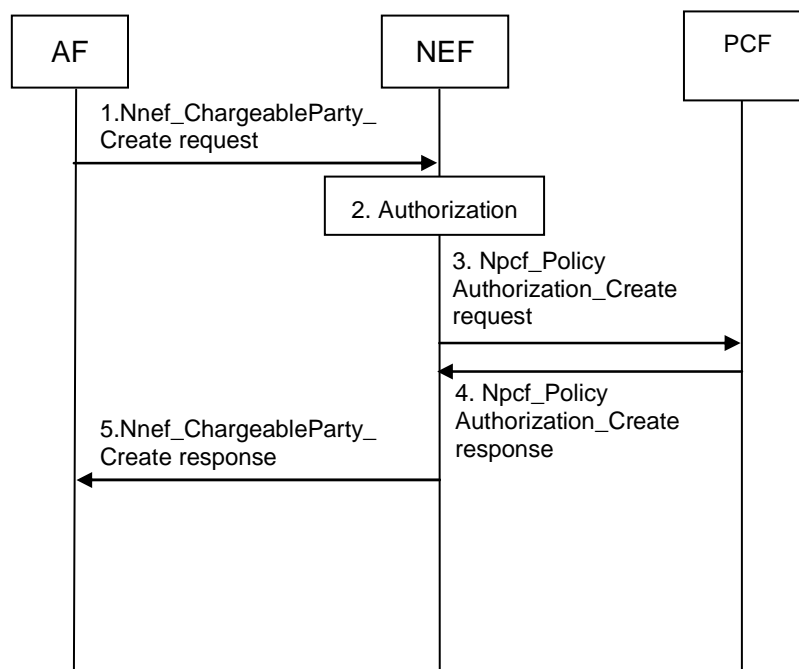 AF
NEF
PCF
1.Nnef_ChargeableParty_
Create request
2. Authorization
3. Npcf_Policy
Authorization_Create
request
4. Npcf_Policy
Authorization_Create
response
5.Nnef_ChargeableParty_
Create response